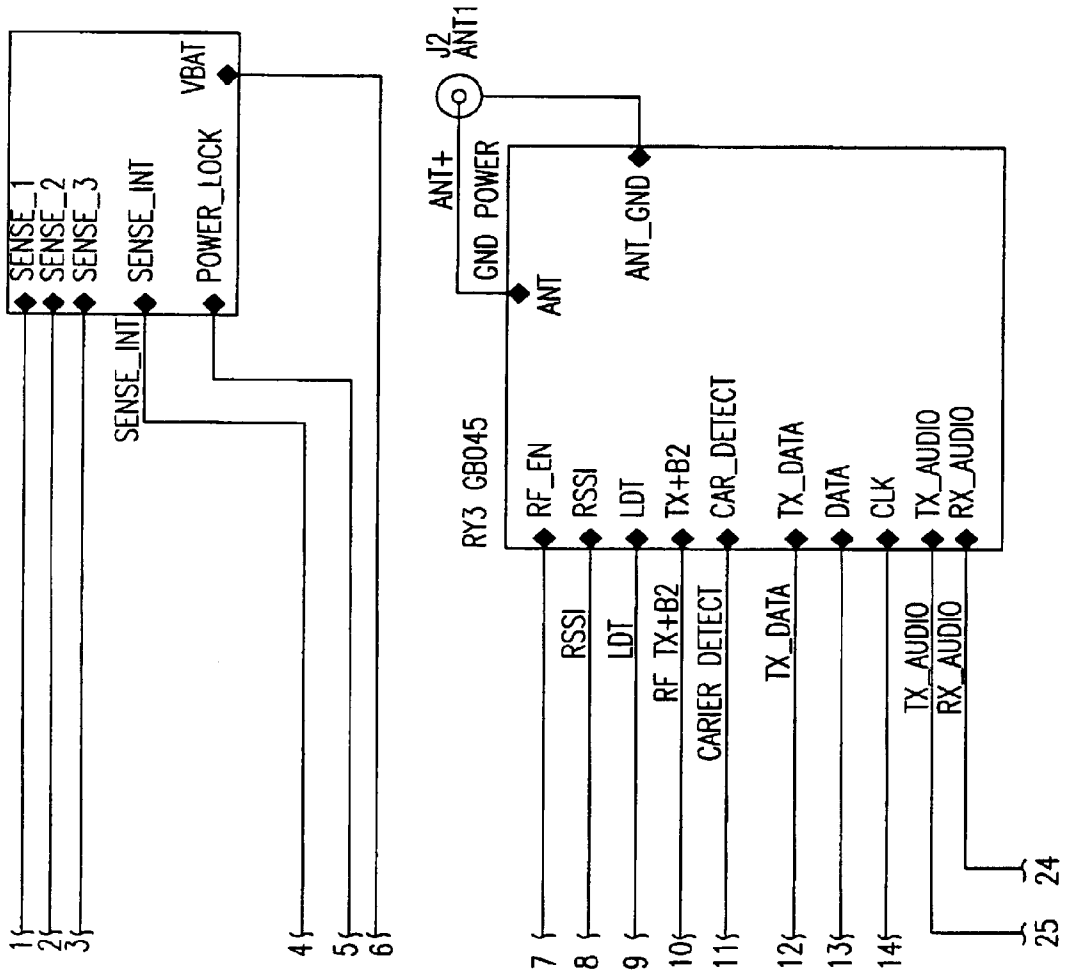 SENSE_1
SENSE_2
SENSE_3
SENSE_INT
POWER_LOCK
VBAT
SENSE_INT
1
2
3
4
5
6
J2
ANT1
ANT+
GND POWER
ANT
ANT_GND
RY3 GB045
RF_EN
RSSI
LDT
TX+B2
CAR_DETECT
TX_DATA
DATA
CLK
TX_AUDIO
RX_AUDIO
RSSI
LDT
RF TX+B2
CARIER DETECT
TX_DATA
TX_AUDIO
RX_AUDIO
7
8
9
10
11
12
13
14
25
24